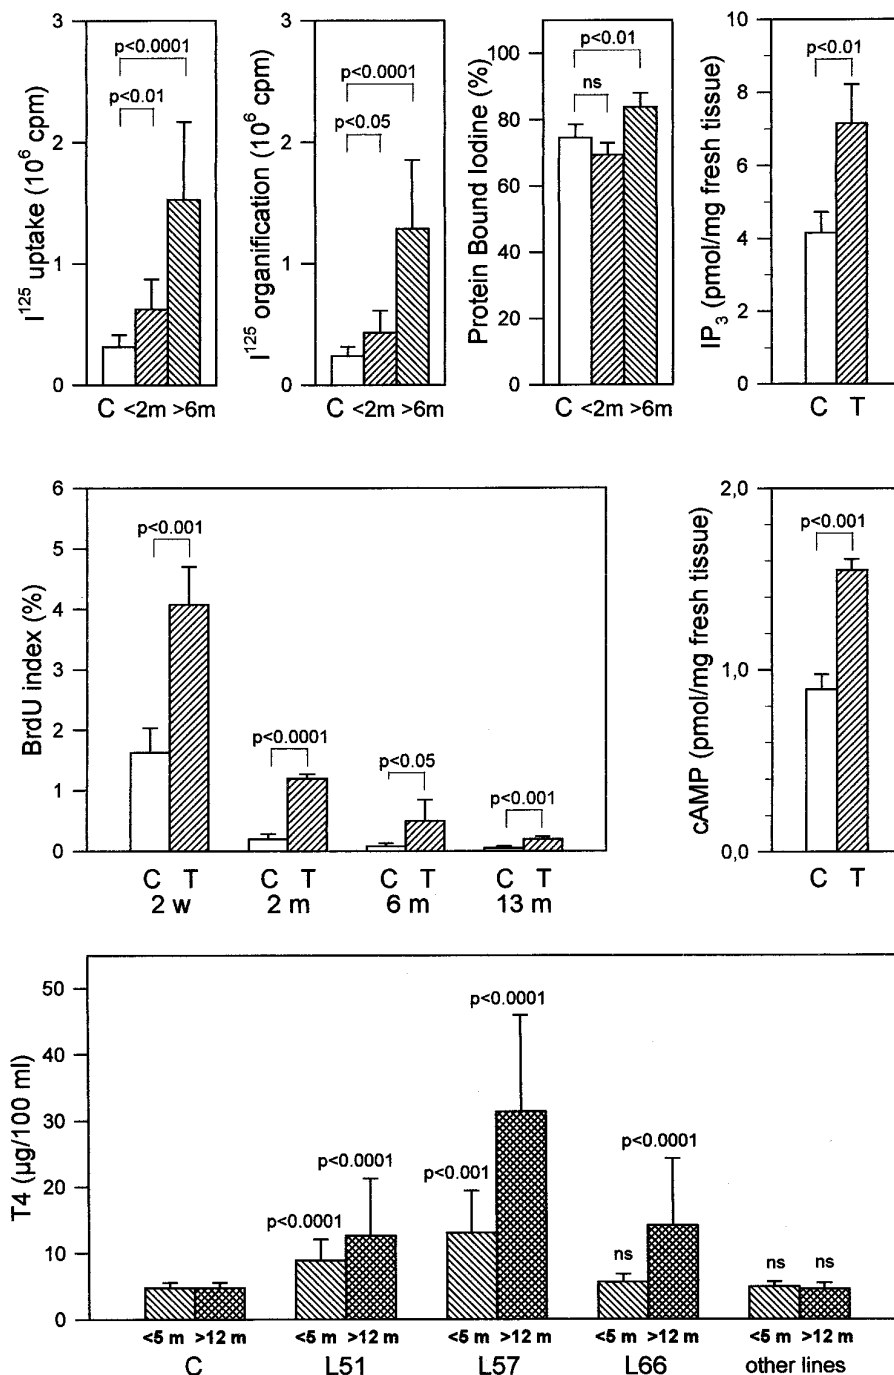 I¹²⁵ uptake (10⁶ cpm)
3
2
1
0
p<0.0001
p<0.01
C <2m >6m
I¹²⁵ organification (10⁶ cpm)
3
2
1
0
p<0.0001
p<0.05
C <2m >6m
Protein Bound Iodine (%)
100
80
60
40
20
0
p<0.01
ns
C <2m >6m
IP₃ (pmol/mg fresh tissue)
10
8
6
4
2
0
p<0.01
C T
BrdU index (%)
6
5
4
3
2
1
0
p<0.001
p<0.0001
p<0.05
p<0.001
C T C T C T C T
2 w 2 m 6 m 13 m
cAMP (pmol/mg fresh tissue)
2,0
1,0
0,0
p<0.001
C T
T4 (µg/100 ml)
50
40
30
20
10
0
p<0.0001
p<0.0001
p<0.001
p<0.0001
ns
p<0.0001
ns
ns
<5 m >12 m <5 m >12 m <5 m >12 m <5 m >12 m <5 m >12 m
C L51 L57 L66 other lines